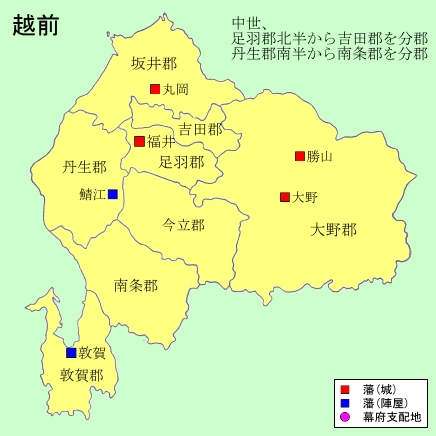 越前
中世、
足羽郡北半から吉田郡を分郡
丹生郡南半から南条郡を分郡
坂井郡
丸岡
吉田郡
福井
足羽郡
勝山
丹生郡
鯖江
大野
今立郡
大野郡
南条郡
敦賀
敦賀郡
藩(城)
藩(陣屋)
幕府支配地